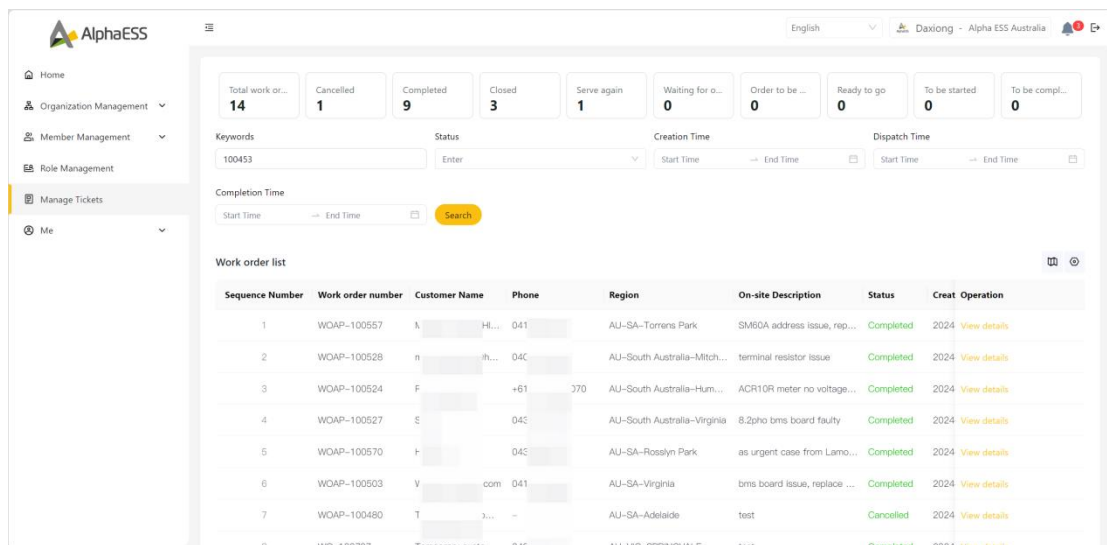 AlphaESS
English
Daxiong - Alpha ESS Australia
Home
Organization Management
Member Management
Role Management
Manage Tickets
Me
Total work or... Cancelled Completed Closed Serve again Waiting for o... Order to be ... Ready to go To be started To be compl...
14 1 9 3 1 0 0 0 0 0
Keywords Status Creation Time Dispatch Time
100453 Enter Start Time → End Time Start Time → End Time
Completion Time
Start Time → End Time Search
Work order list
Sequence Number Work order number Customer Name Phone Region On-site Description Status Creat Operation
1 WOAP-100557 HI... 041 AU-SA-Torrens Park SM60A address issue, rep... Completed 2024 View details
2 WOAP-100528 h... 040 AU-South Australia-Mitch... terminal resistor issue Completed 2024 View details
3 WOAP-100524 +61 070 AU-South Australia-Hum... ACR10R meter no voltage... Completed 2024 View details
4 WOAP-100527 S 043 AU-South Australia-Virginia 8.2pho bms board faulty Completed 2024 View details
5 WOAP-100570 043 AU-SA-Rosslyn Park as urgent case from Lamo... Completed 2024 View details
6 WOAP-100503 com 041 AU-SA-Virginia bms board issue, replace ... Completed 2024 View details
7 WOAP-100480 T - AU-SA-Adelaide test Cancelled 2024 View details